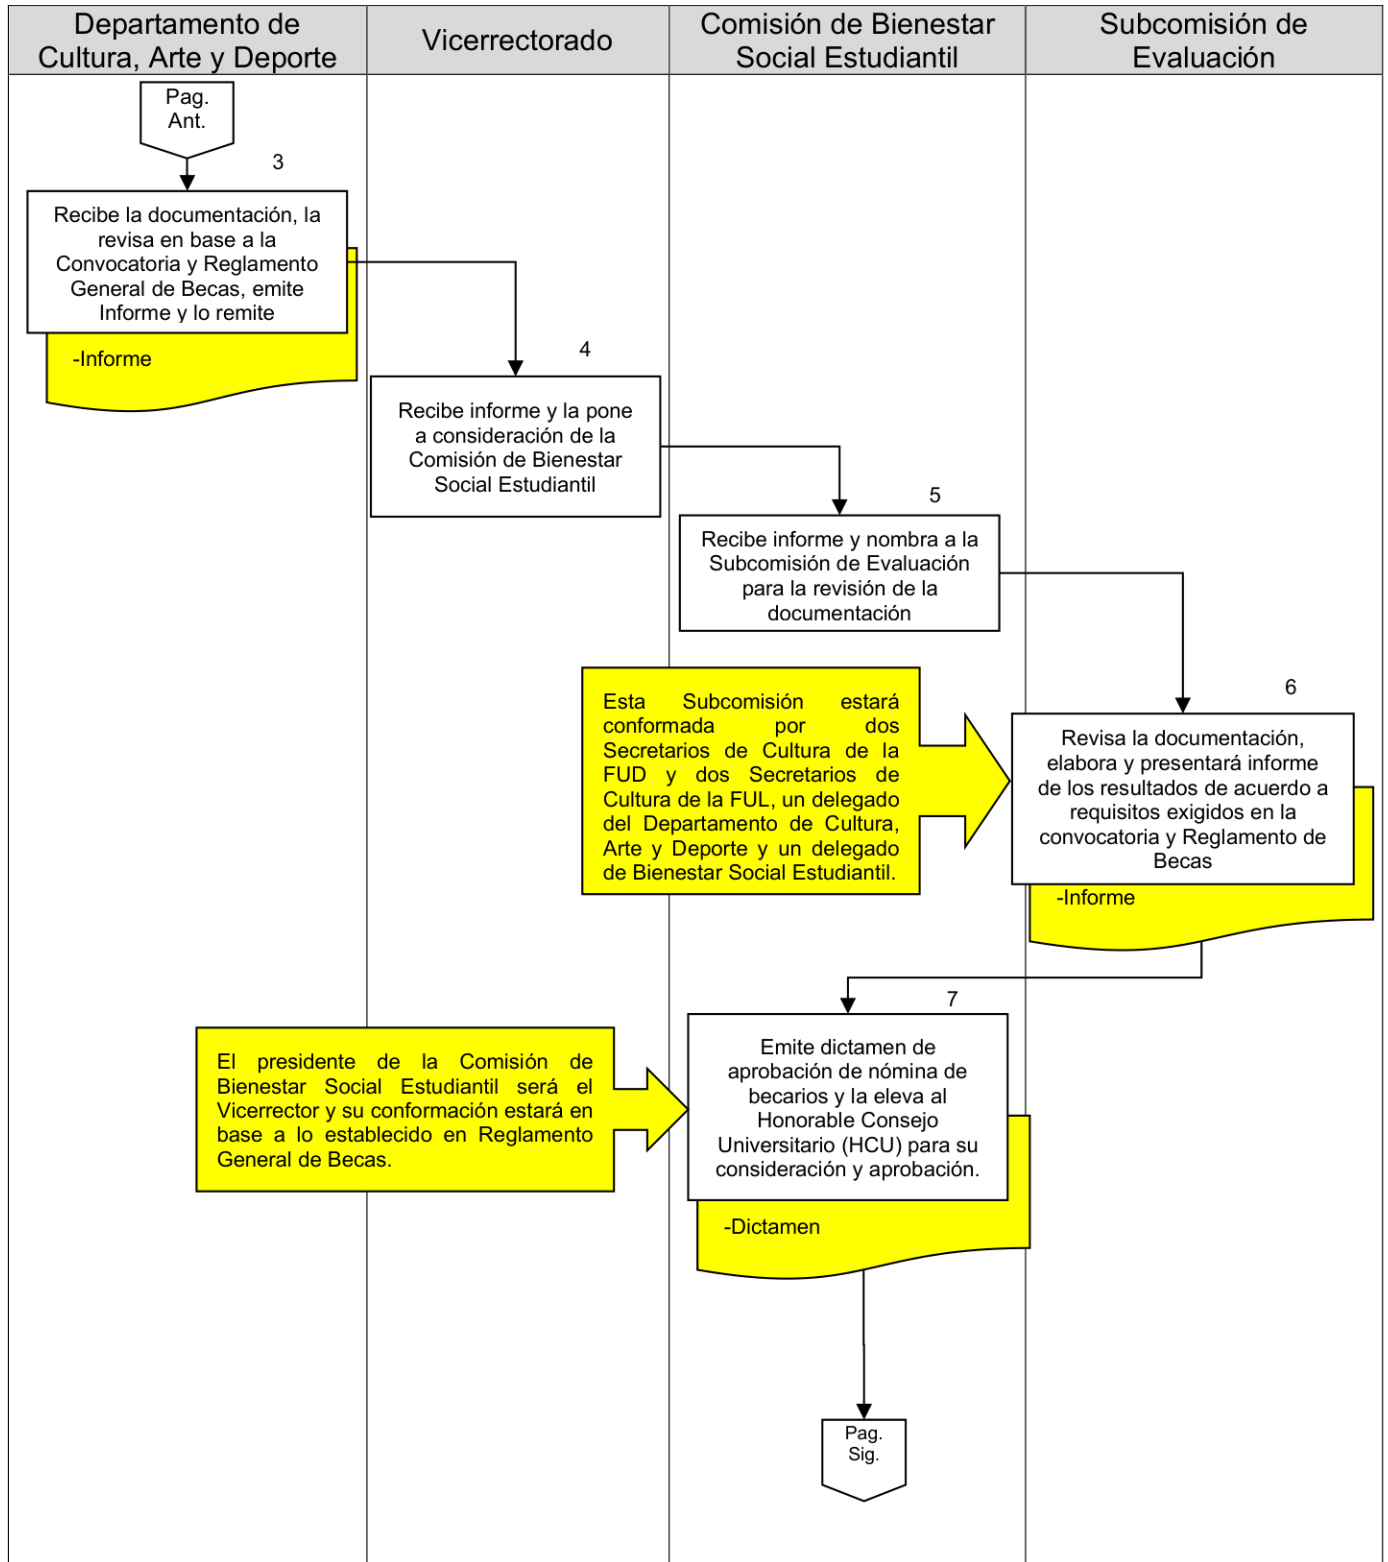 Departamento de
Cultura, Arte y Deporte
Vicerrectorado
Comisión de Bienestar
Social Estudiantil
Subcomisión de
Evaluación
Pag.
Ant.
3
Recibe la documentación, la
revisa en base a la
Convocatoria y Reglamento
General de Becas, emite
Informe y lo remite
-Informe
4
Recibe informe y la pone
a consideración de la
Comisión de Bienestar
Social Estudiantil
5
Recibe informe y nombra a la
Subcomisión de Evaluación
para la revisión de la
documentación
Esta Subcomisión estará
conformada por dos
Secretarios de Cultura de la
FUD y dos Secretarios de
Cultura de la FUL, un delegado
del Departamento de Cultura,
Arte y Deporte y un delegado
de Bienestar Social Estudiantil.
6
Revisa la documentación,
elabora y presentará informe
de los resultados de acuerdo a
requisitos exigidos en la
convocatoria y Reglamento de
Becas
-Informe
7
Emite dictamen de
aprobación de nómina de
becarios y la eleva al
Honorable Consejo
Universitario (HCU) para su
consideración y aprobación.
El presidente de la Comisión de
Bienestar Social Estudiantil será el
Vicerrector y su conformación estará en
base a lo establecido en Reglamento
General de Becas.
-Dictamen
Pag.
Sig.